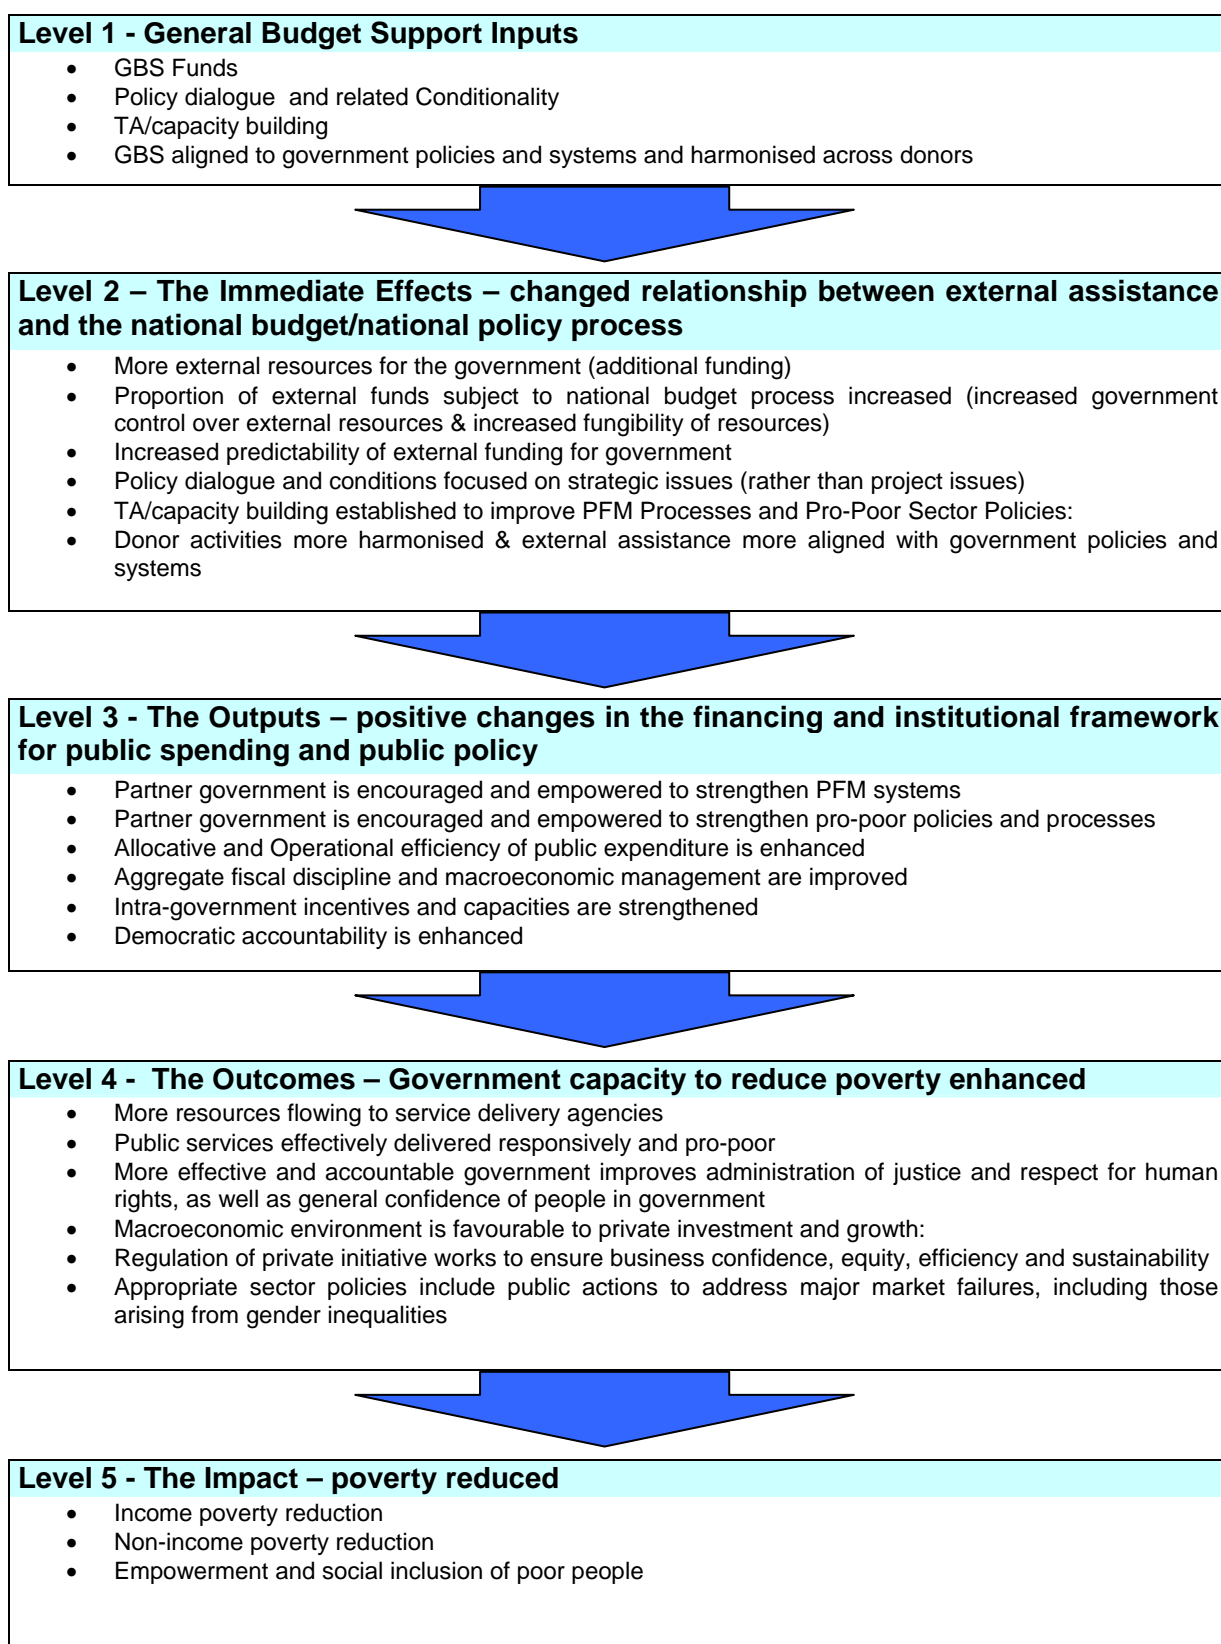 Level 1 - General Budget Support Inputs
• GBS Funds
• Policy dialogue  and related Conditionality
• TA/capacity building
• GBS aligned to government policies and systems and harmonised across donors
Level 2 – The Immediate Effects – changed relationship between external assistance
and the national budget/national policy process
• More external resources for the government (additional funding)
• Proportion of external funds subject to national budget process increased (increased government
control over external resources & increased fungibility of resources)
• Increased predictability of external funding for government
• Policy dialogue and conditions focused on strategic issues (rather than project issues)
• TA/capacity building established to improve PFM Processes and Pro-Poor Sector Policies:
• Donor activities more harmonised & external assistance more aligned with government policies and
systems
Level 3 - The Outputs – positive changes in the financing and institutional framework
for public spending and public policy
• Partner government is encouraged and empowered to strengthen PFM systems
• Partner government is encouraged and empowered to strengthen pro-poor policies and processes
• Allocative and Operational efficiency of public expenditure is enhanced
• Aggregate fiscal discipline and macroeconomic management are improved
• Intra-government incentives and capacities are strengthened
• Democratic accountability is enhanced
Level 4 -  The Outcomes – Government capacity to reduce poverty enhanced
• More resources flowing to service delivery agencies
• Public services effectively delivered responsively and pro-poor
• More effective and accountable government improves administration of justice and respect for human
rights, as well as general confidence of people in government
• Macroeconomic environment is favourable to private investment and growth:
• Regulation of private initiative works to ensure business confidence, equity, efficiency and sustainability
• Appropriate sector policies include public actions to address major market failures, including those
arising from gender inequalities
Level 5 - The Impact – poverty reduced
• Income poverty reduction
• Non-income poverty reduction
• Empowerment and social inclusion of poor people